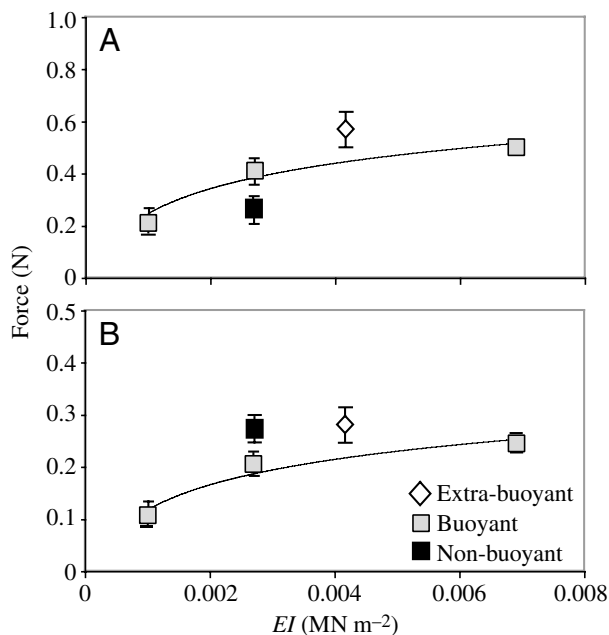 A
1.0
0.8
0.6
0.4
0.2
0
Force (N)
B
0.5
0.4
0.3
0.2
0.1
0
Extra-buoyant
Buoyant
Non-buoyant
0 0.002 0.004 0.006 0.008
EI (MN m–2)